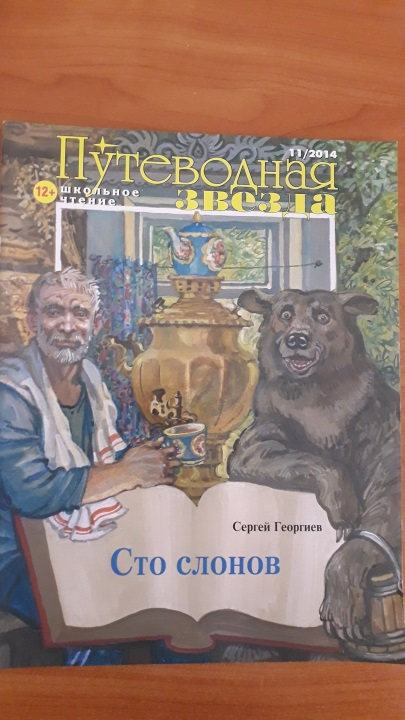 11/2014
Путеводная
звезда
12+
школьное
чтение
Сергей Георгиев
Сто слонов